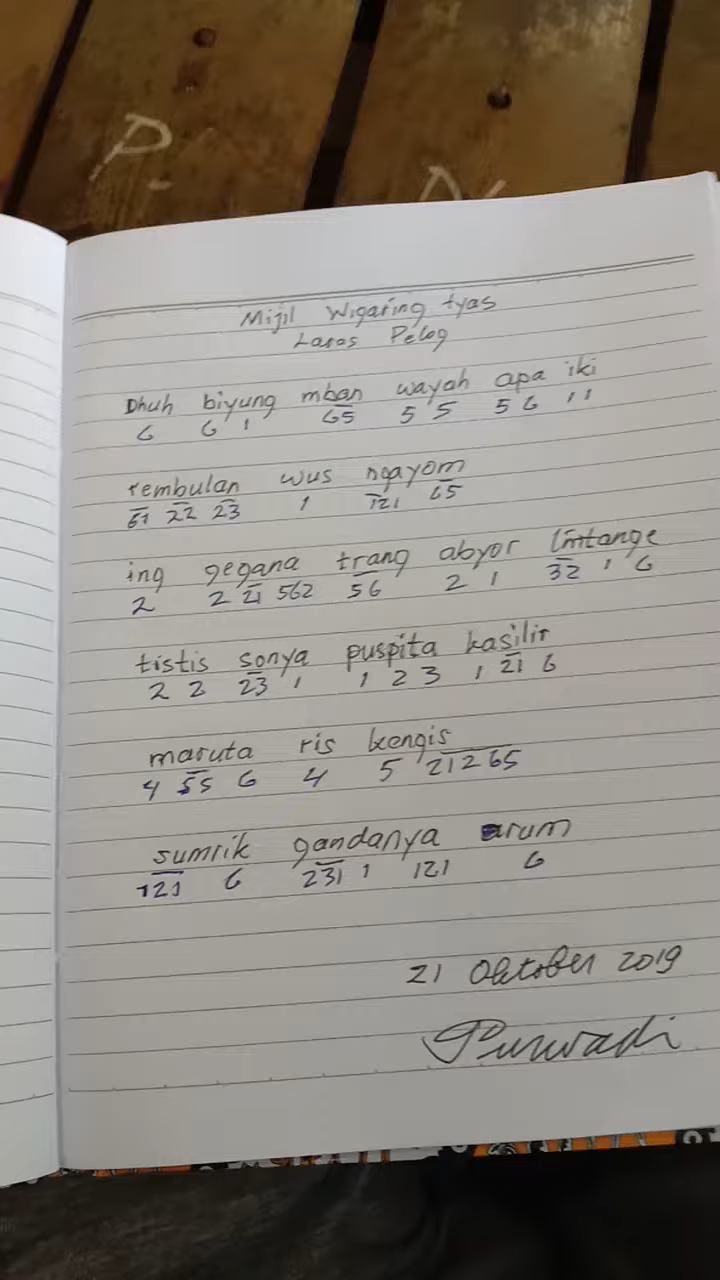 P.
Mijil Wigaring tyas
Laras Pelog
Dhuh biyung mban wayah apa iki
6 6 1 65 5 5 5 6 1 1
rembulan wus ngayom
61 22 23 1 121 65
ing gegana trang abyor lintange
2 2 21 562 56 2 1 32 1 6
tistis sonya puspita kasilir
2 2 23 1 1 2 3 1 21 6
maruta ris kengis
4 55 6 4 5 21265
sumrik gandanya arum
121 6 231 1 121 6
21 Oktober 2019
Purwadi